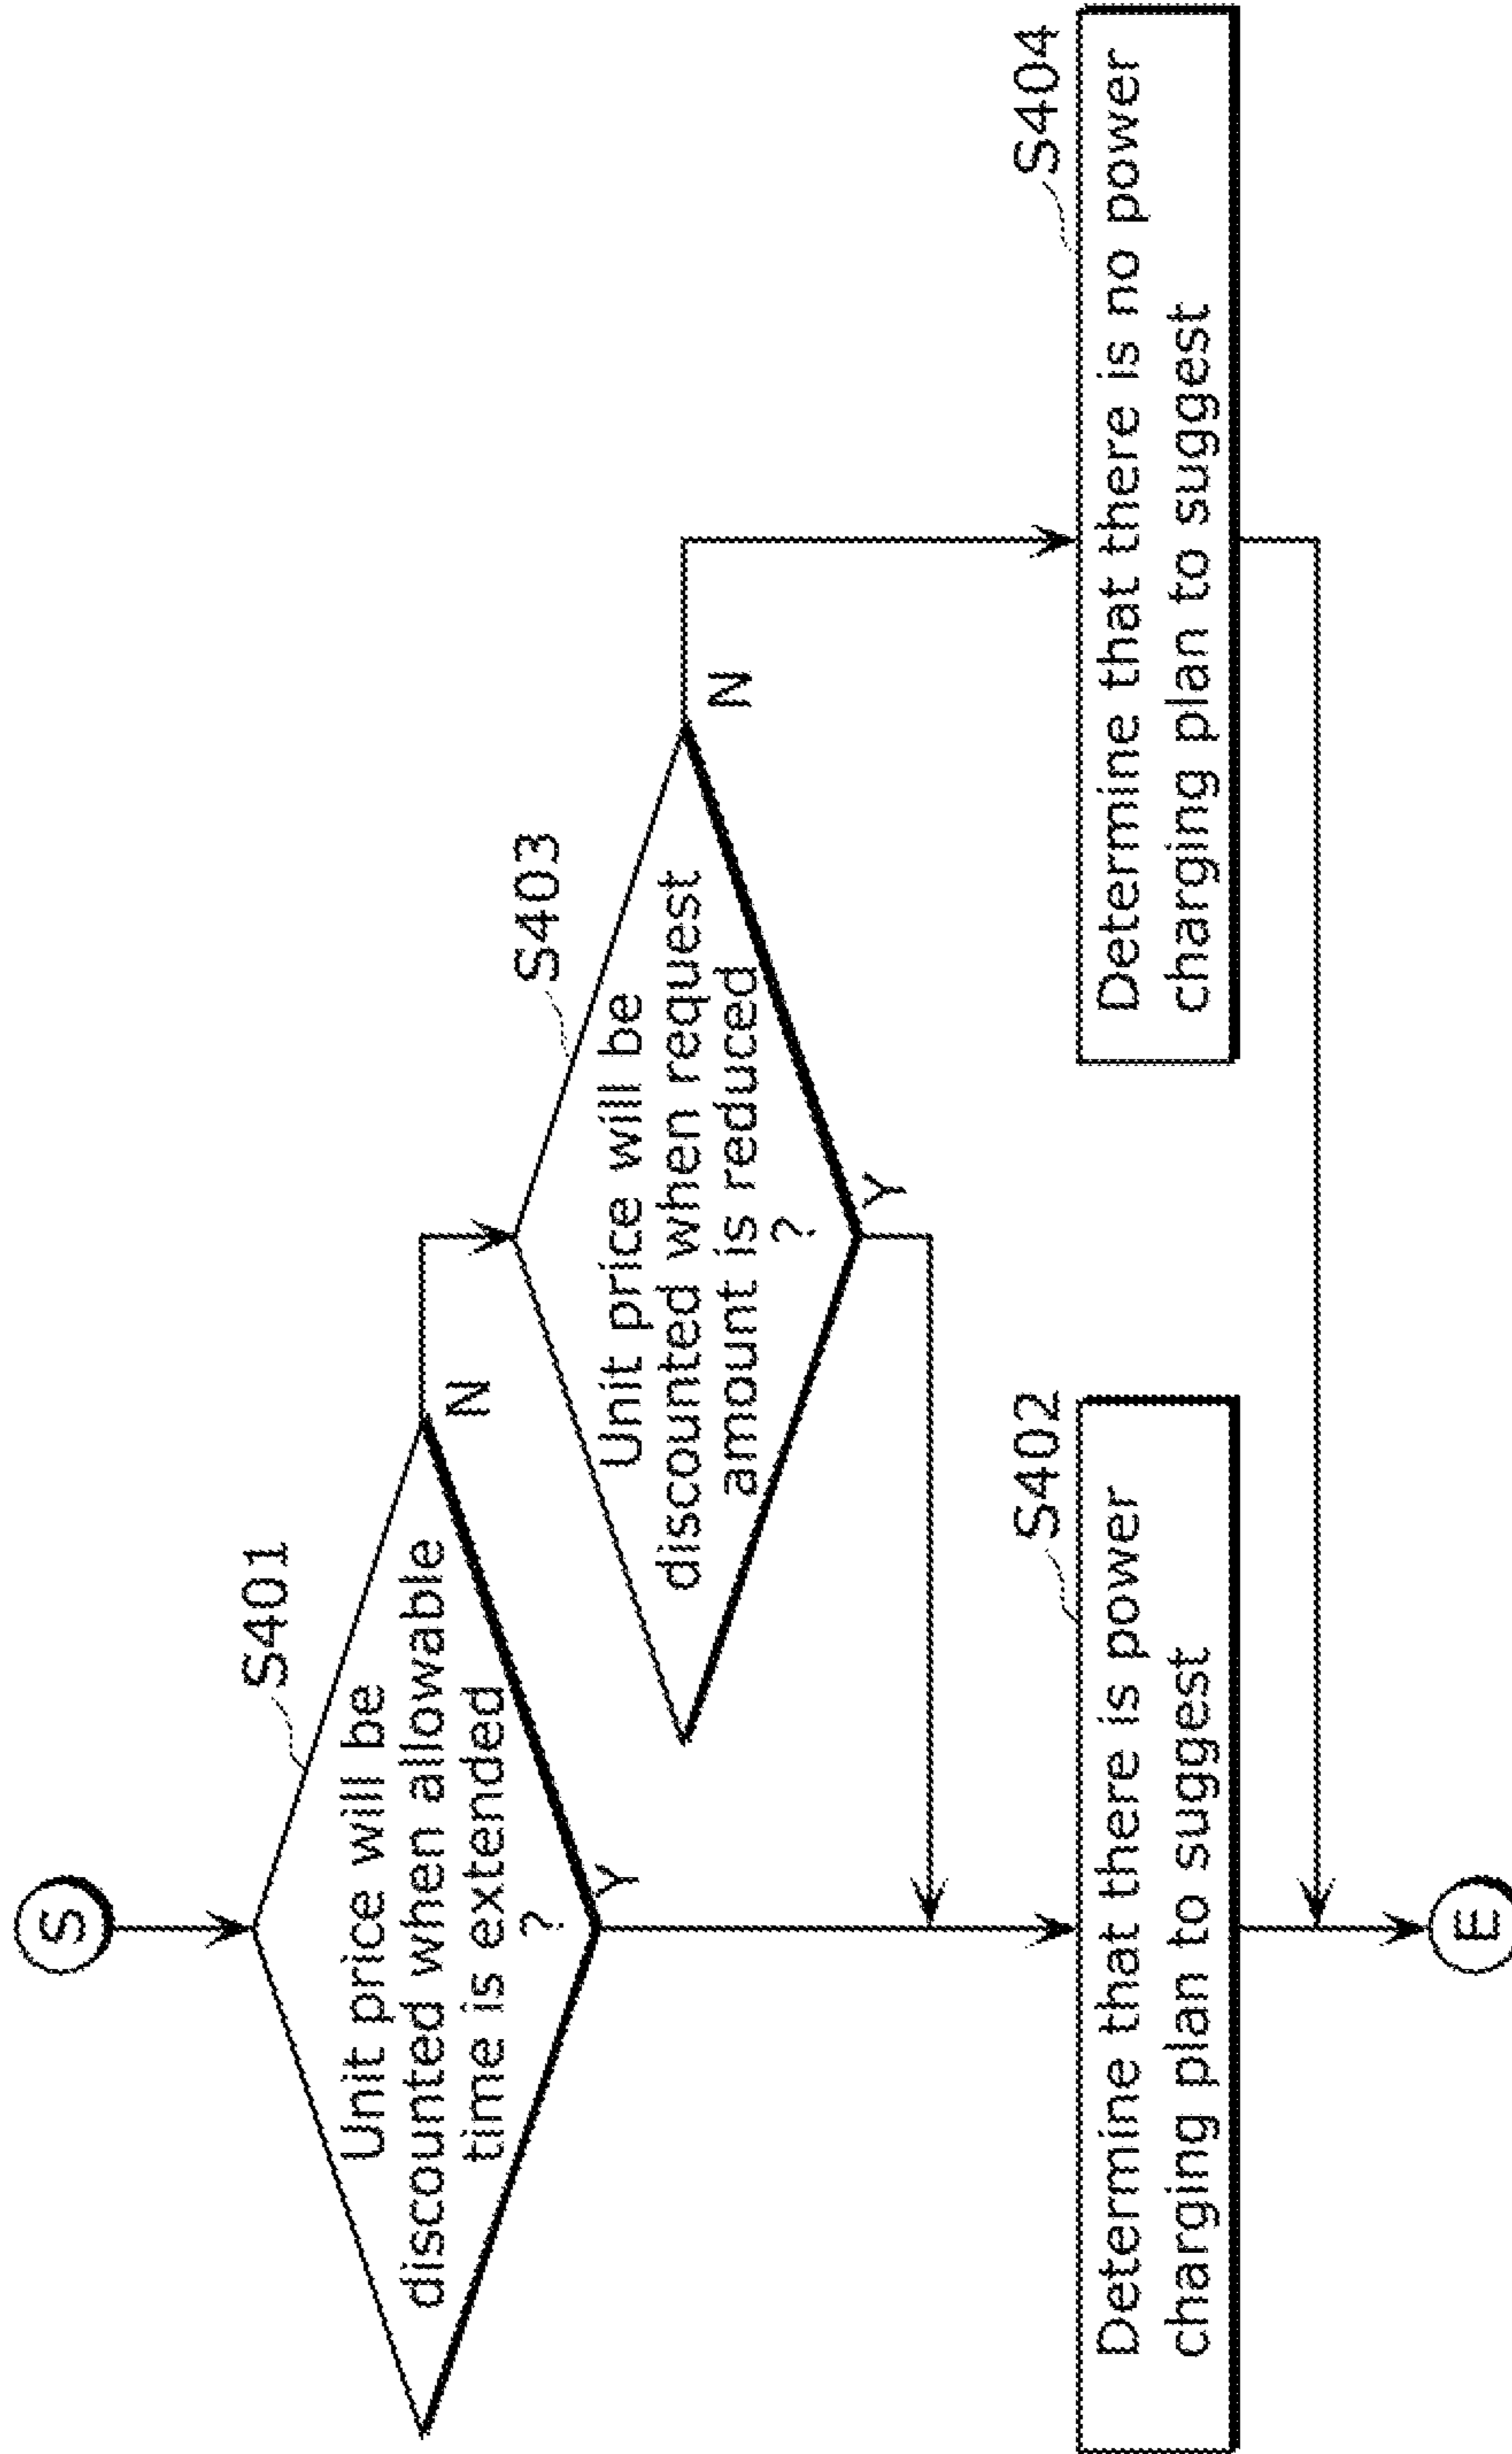 S
S401
Unit price will be
discounted when allowable
time is extended
?
N
Y
S403
Unit price will be
discounted when request
amount is reduced
?
N
Y
S402
Determine that there is power
charging plan to suggest
S404
Determine that there is no power
charging plan to suggest
E